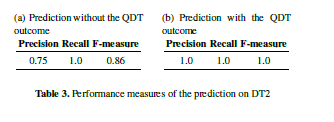 (a) Prediction without the QDT
outcome
Precision Recall F-measure
0.75 1.0 0.86
(b) Prediction with the QDT
outcome
Precision Recall F-measure
1.0 1.0 1.0
Table 3. Performance measures of the prediction on DT2